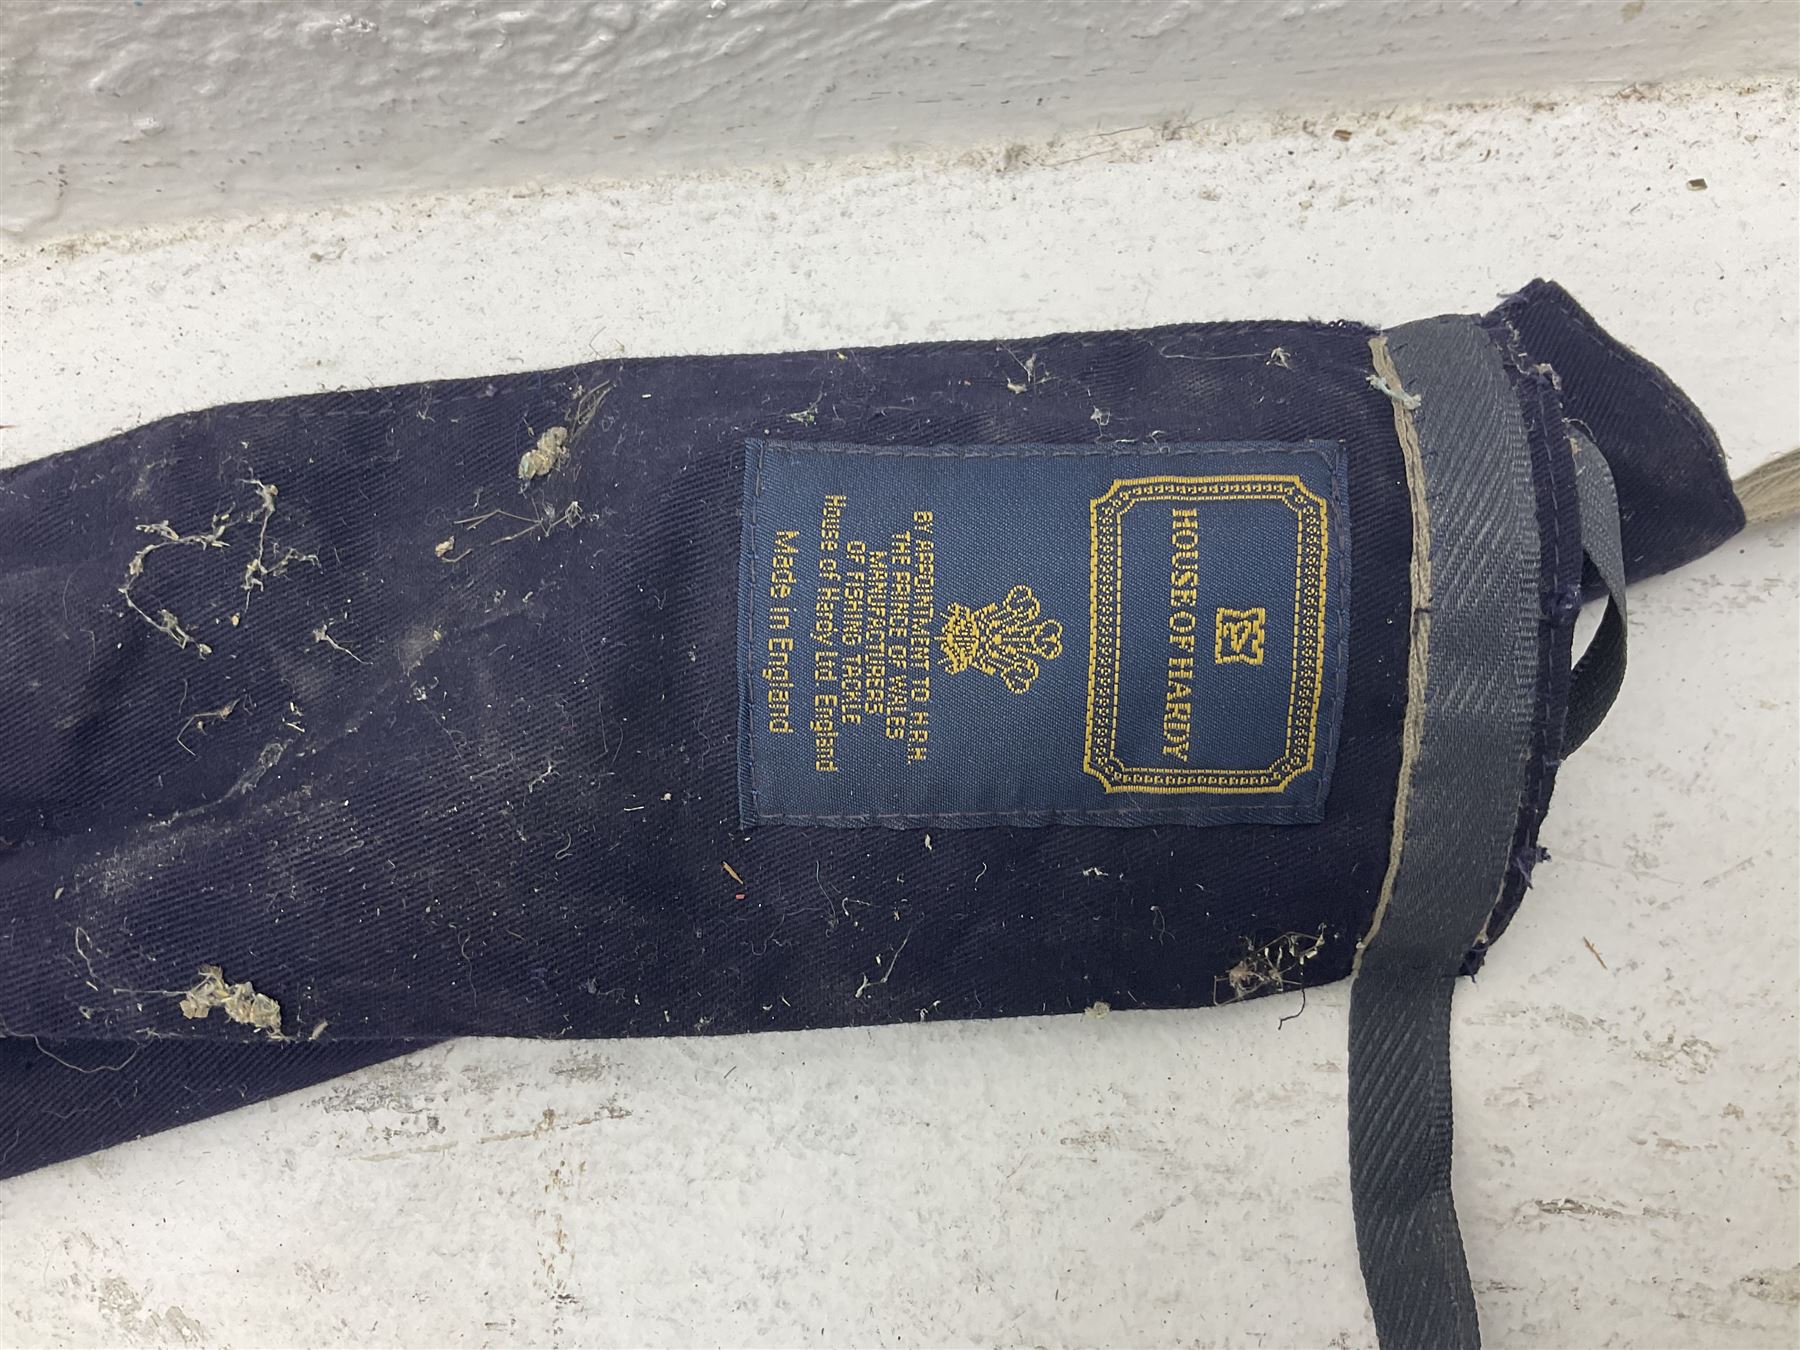 HOUSE OF HARDY
BY APPOINTMENT TO H.R.H.
THE PRINCE OF WALES
MANUFACTURERS
OF FISHING TACKLE
House of Hardy Ltd England
Made in England